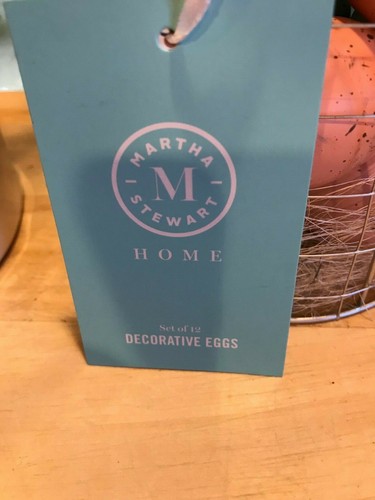 MARTHA
M
STEWART
HOME
Set of 12
DECORATIVE EGGS